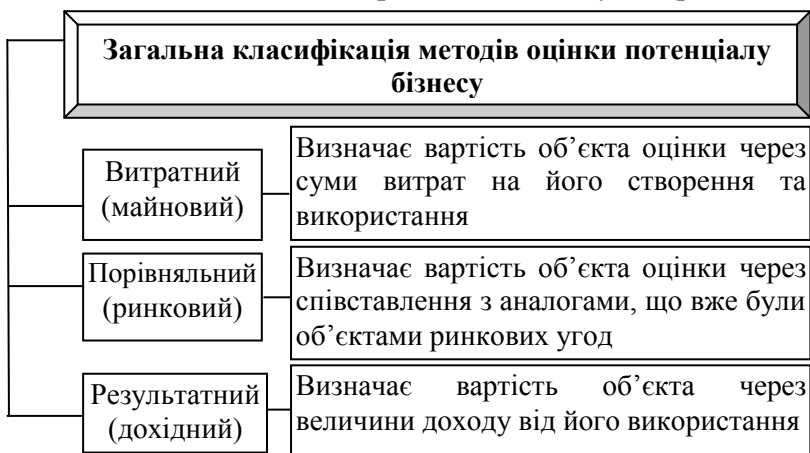 Загальна класифікація методів оцінки потенціалу
бізнесу
Витратний
(майновий)
Визначає вартість об’єкта оцінки через
суми витрат на його створення та
використання
Порівняльний
(ринковий)
Визначає вартість об’єкта оцінки через
співставлення з аналогами, що вже були
об’єктами ринкових угод
Результатний
(дохідний)
Визначає вартість об’єкта через
величини доходу від його використання